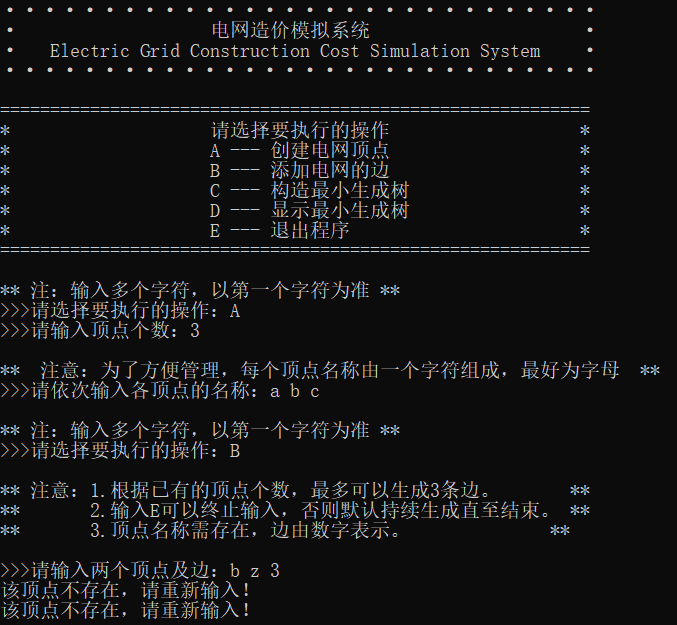 · · · · · · · · · · · · · · · · · · · · · · · · · · · · · ·
· 电网造价模拟系统 ·
· Electric Grid Construction Cost Simulation System ·
· · · · · · · · · · · · · · · · · · · · · · · · · · · · · ·
===========================================================
* 请选择要执行的操作 *
* A --- 创建电网顶点 *
* B --- 添加电网的边 *
* C --- 构造最小生成树 *
* D --- 显示最小生成树 *
* E --- 退出程序 *
===========================================================
** 注：输入多个字符，以第一个字符为准 **
>>>请选择要执行的操作：A
>>>请输入顶点个数：3
** 注意：为了方便管理，每个顶点名称由一个字符组成，最好为字母 **
>>>请依次输入各顶点的名称：a b c
** 注：输入多个字符，以第一个字符为准 **
>>>请选择要执行的操作：B
** 注意：1.根据已有的顶点个数，最多可以生成3条边。 **
** 2.输入E可以终止输入，否则默认持续生成直至结束。 **
** 3.顶点名称需存在，边由数字表示。 **
>>>请输入两个顶点及边：b z 3
该顶点不存在，请重新输入！
该顶点不存在，请重新输入！